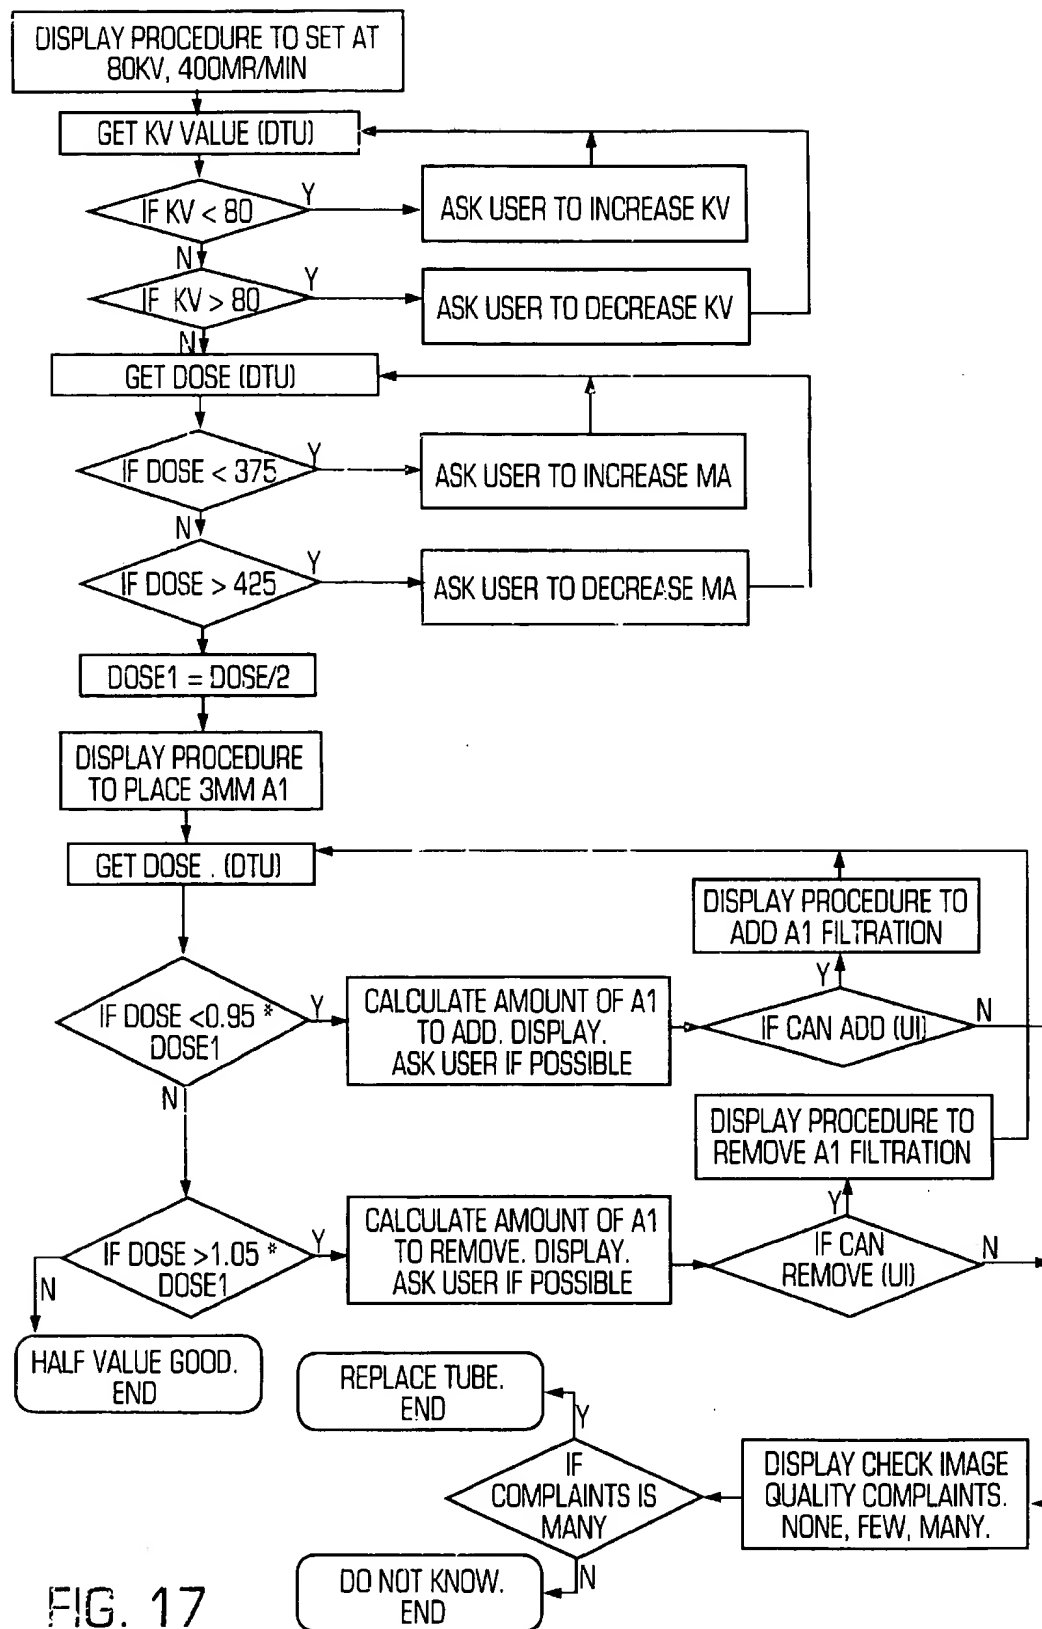 DISPLAY PROCEDURE TO SET AT
80KV, 400MR/MIN
GET KV VALUE (DTU)
IF KV < 80
Y
ASK USER TO INCREASE KV
N
IF KV > 80
Y
ASK USER TO DECREASE KV
N
GET DOSE (DTU)
IF DOSE < 375
Y
ASK USER TO INCREASE MA
N
IF DOSE > 425
Y
ASK USER TO DECREASE MA
DOSE1 = DOSE/2
DISPLAY PROCEDURE
TO PLACE 3MM A1
GET DOSE . (DTU)
DISPLAY PROCEDURE TO
ADD A1 FILTRATION
Y
IF DOSE <0.95 *
DOSE1
Y
CALCULATE AMOUNT OF A1
TO ADD. DISPLAY.
ASK USER IF POSSIBLE
IF CAN ADD (UI)
N
N
DISPLAY PROCEDURE TO
REMOVE A1 FILTRATION
Y
IF DOSE >1.05 *
DOSE1
Y
CALCULATE AMOUNT OF A1
TO REMOVE. DISPLAY.
ASK USER IF POSSIBLE
IF CAN
REMOVE (UI)
N
N
HALF VALUE GOOD.
END
REPLACE TUBE.
END
Y
IF
COMPLAINTS IS
MANY
DISPLAY CHECK IMAGE
QUALITY COMPLAINTS.
NONE, FEW, MANY.
N
DO NOT KNOW.
END
FIG. 17